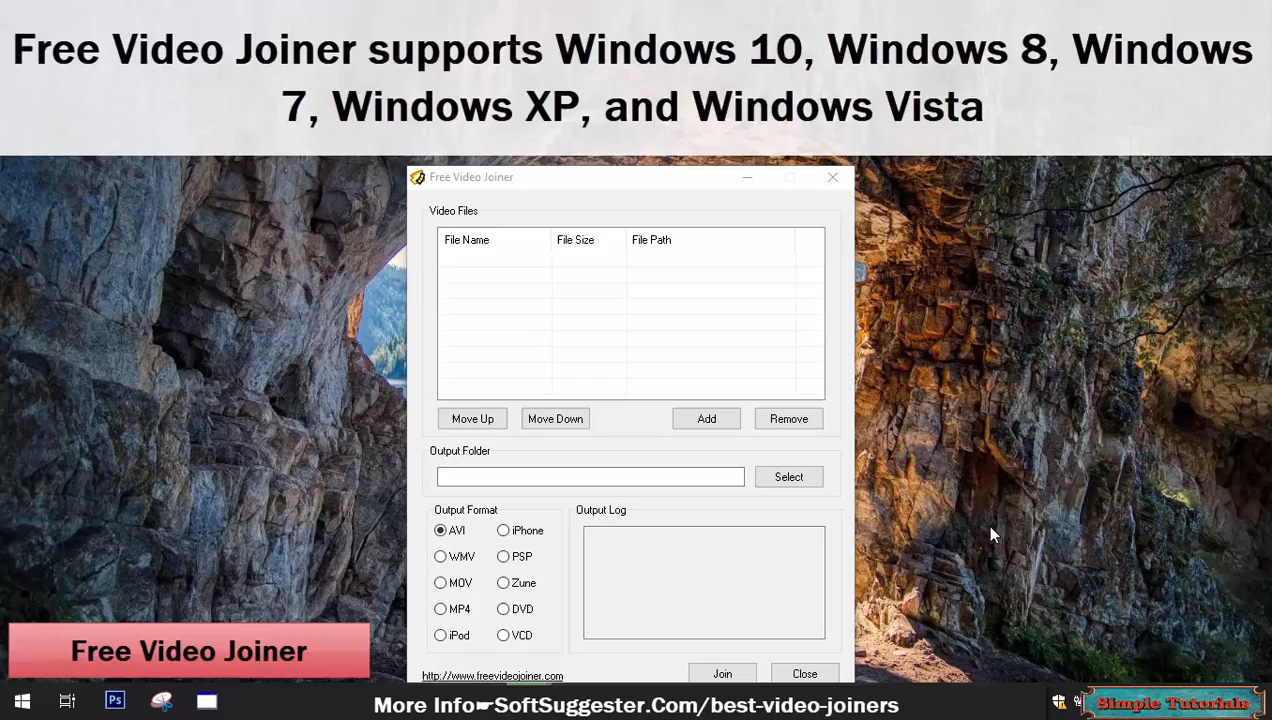 Free Video Joiner supports Windows 10, Windows 8, Windows
7, Windows XP, and Windows Vista
Free Video Joiner
Video Files
File Name File Size File Path
Move Up Move Down Add Remove
Output Folder
Select
Output Format Output Log
AVI iPhone
WMV PSP
MOV Zune
MP4 DVD
iPod VCD
http://www.freevideojoiner.com Join Close
Free Video Joiner
Ps
More Info☛SoftSuggester.Com/best-video-joiners
Simple Tutorials